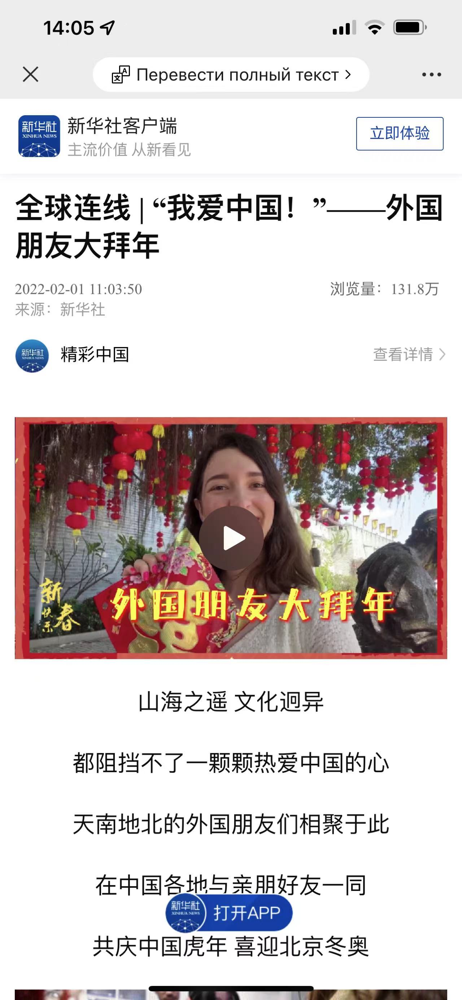 14:05
Перевести полный текст
新华社
XINHUA NEWS
新华社客户端
主流价值 从新看见
立即体验
全球连线 | “我爱中国！”——外国
朋友大拜年
2022-02-01 11:03:50
浏览量：131.8万
来源：新华社
新华社
XINHUA NEWS
精彩中国
查看详情
新春
快乐
外国朋友大拜年
山海之遥 文化迥异
都阻挡不了一颗颗热爱中国的心
天南地北的外国朋友们相聚于此
在中国各地与亲朋好友一同
新华社
XINHUA NEWS
打开APP
共庆中国虎年 喜迎北京冬奥